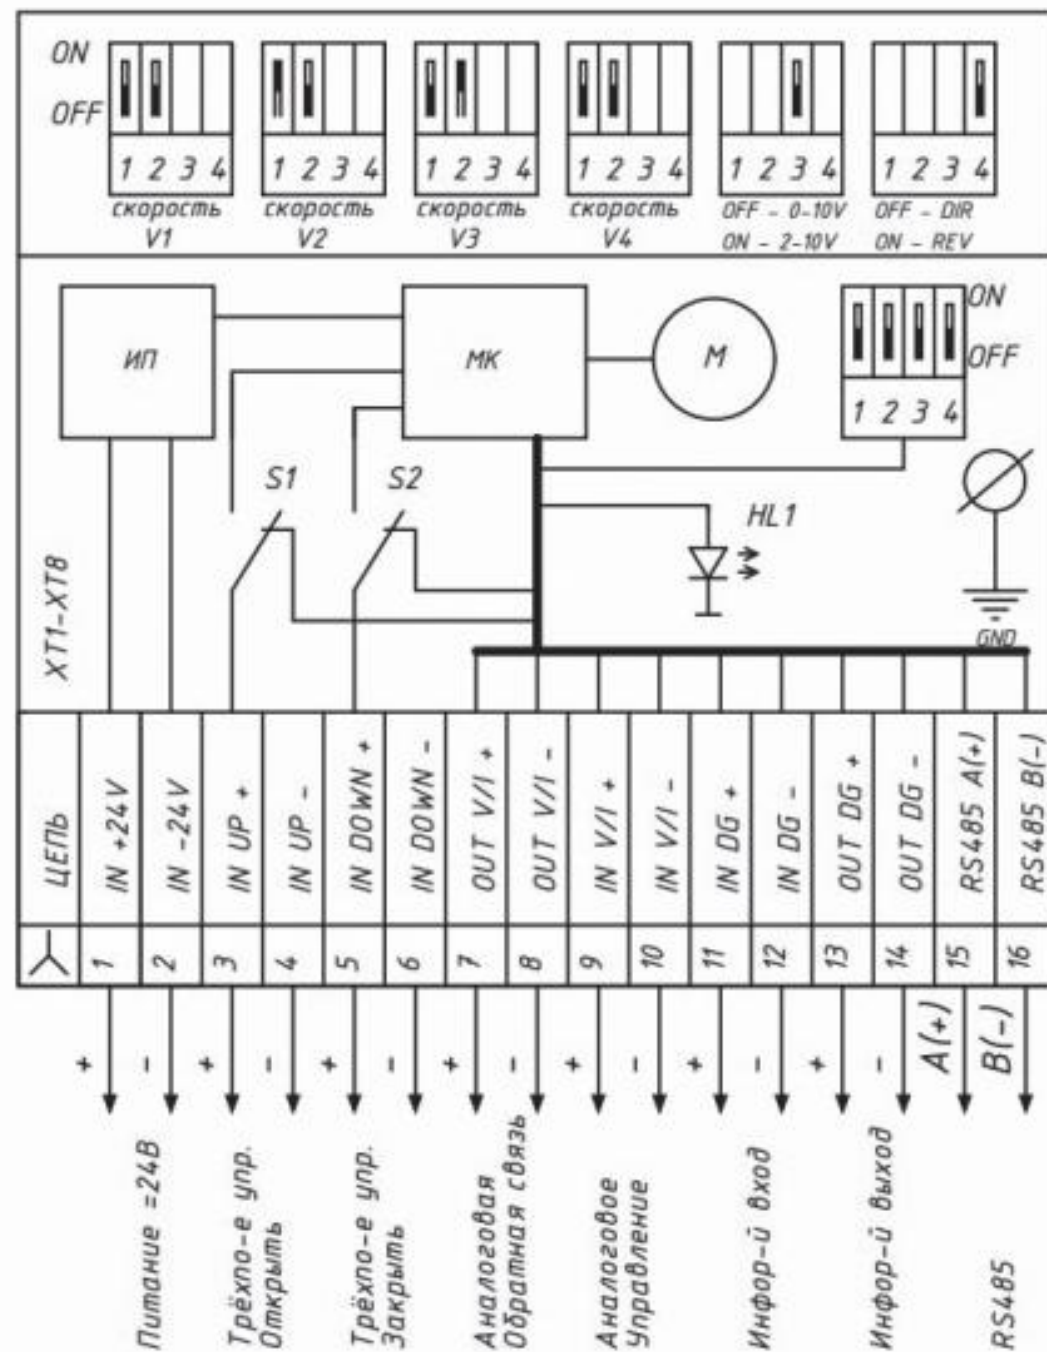 ON
OFF
1 2 3 4
скорость
V1
1 2 3 4
скорость
V2
1 2 3 4
скорость
V3
1 2 3 4
скорость
V4
1 2 3 4
OFF - 0-10V
ON - 2-10V
1 2 3 4
OFF - DIR
ON - REV
ИП
МК
М
ON
OFF
1 2 3 4
S1
S2
HL1
GND
XT1-XT8
ЦЕПЬ
IN +24V
IN -24V
IN UP +
IN UP -
IN DOWN +
IN DOWN -
OUT V/I +
OUT V/I -
IN V/I +
IN V/I -
IN DG +
IN DG -
OUT DG +
OUT DG -
RS485 A(+)
RS485 B(-)
1 2 3 4 5 6 7 8 9 10 11 12 13 14 15 16
+ - + - + - + - + - + - + - A(+) B(-)
Питание =24В
Трёхпо-е упр.
Открыть
Трёхпо-е упр.
Закрыть
Аналоговая
Обратная связь
Аналоговое
Управление
Инфор-й вход
Инфор-й выход
RS485